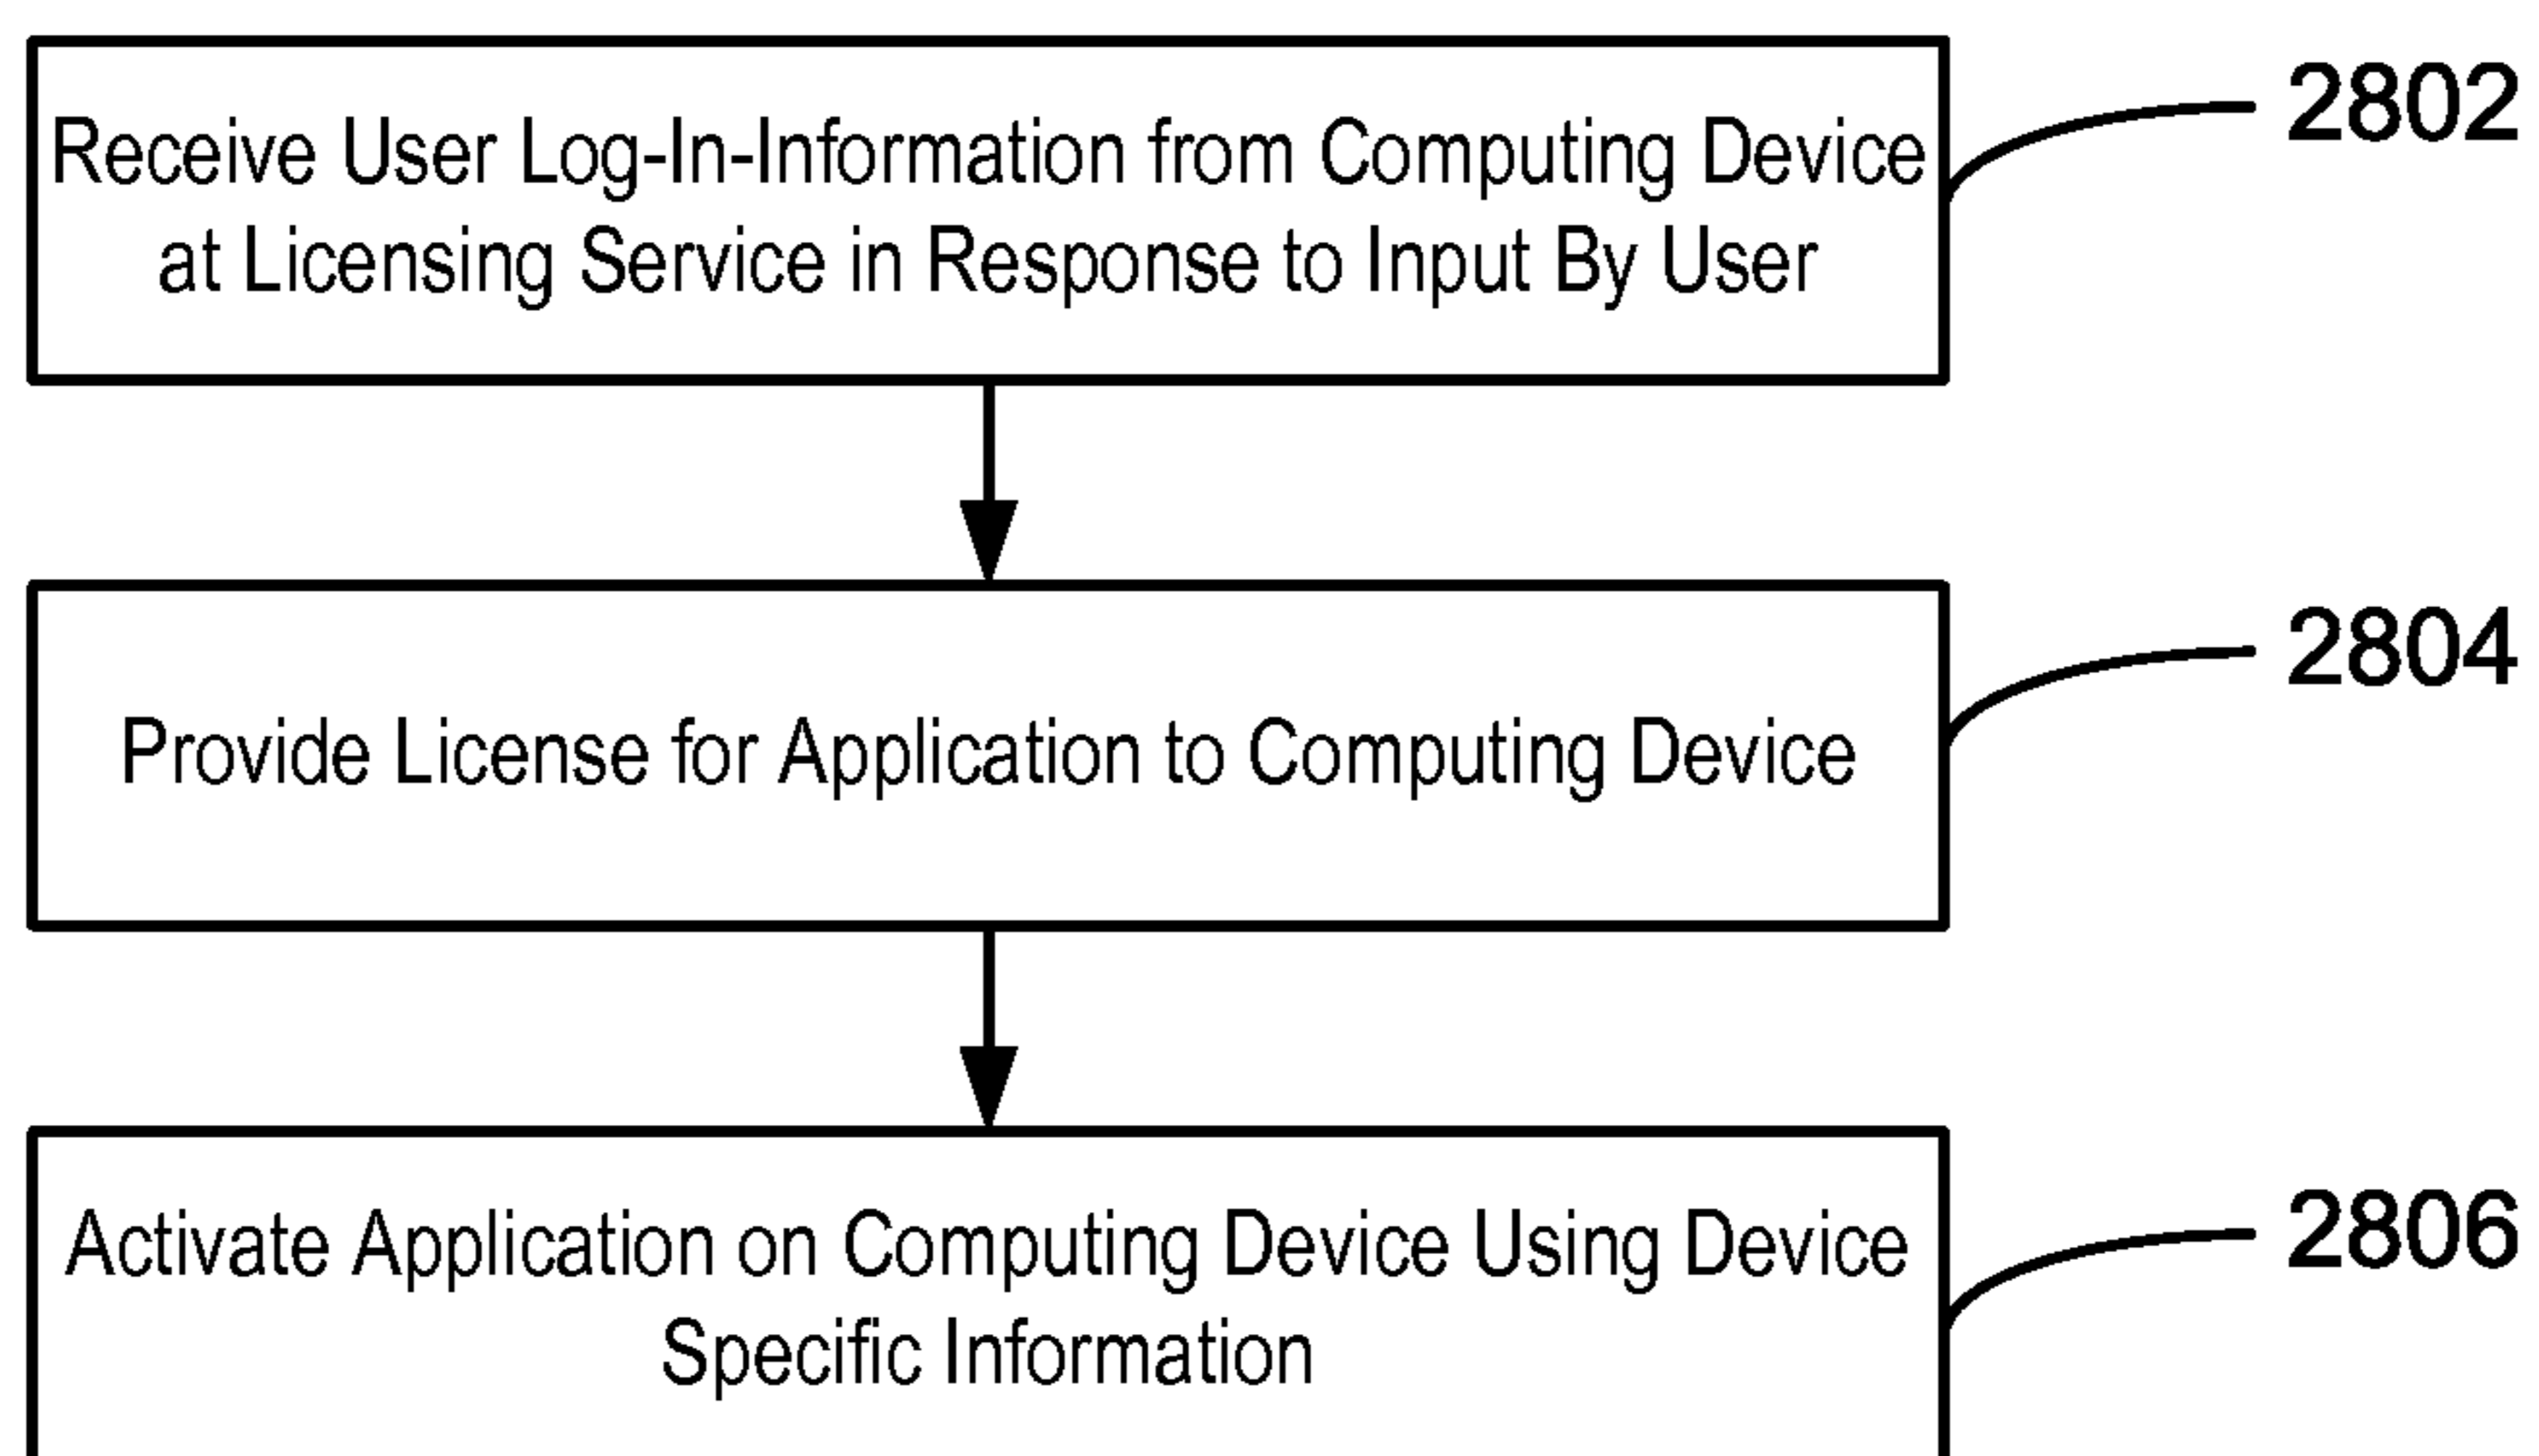 Receive User Log-In-Information from Computing Device
at Licensing Service in Response to Input By User
2802
Provide License for Application to Computing Device
2804
Activate Application on Computing Device Using Device
Specific Information
2806